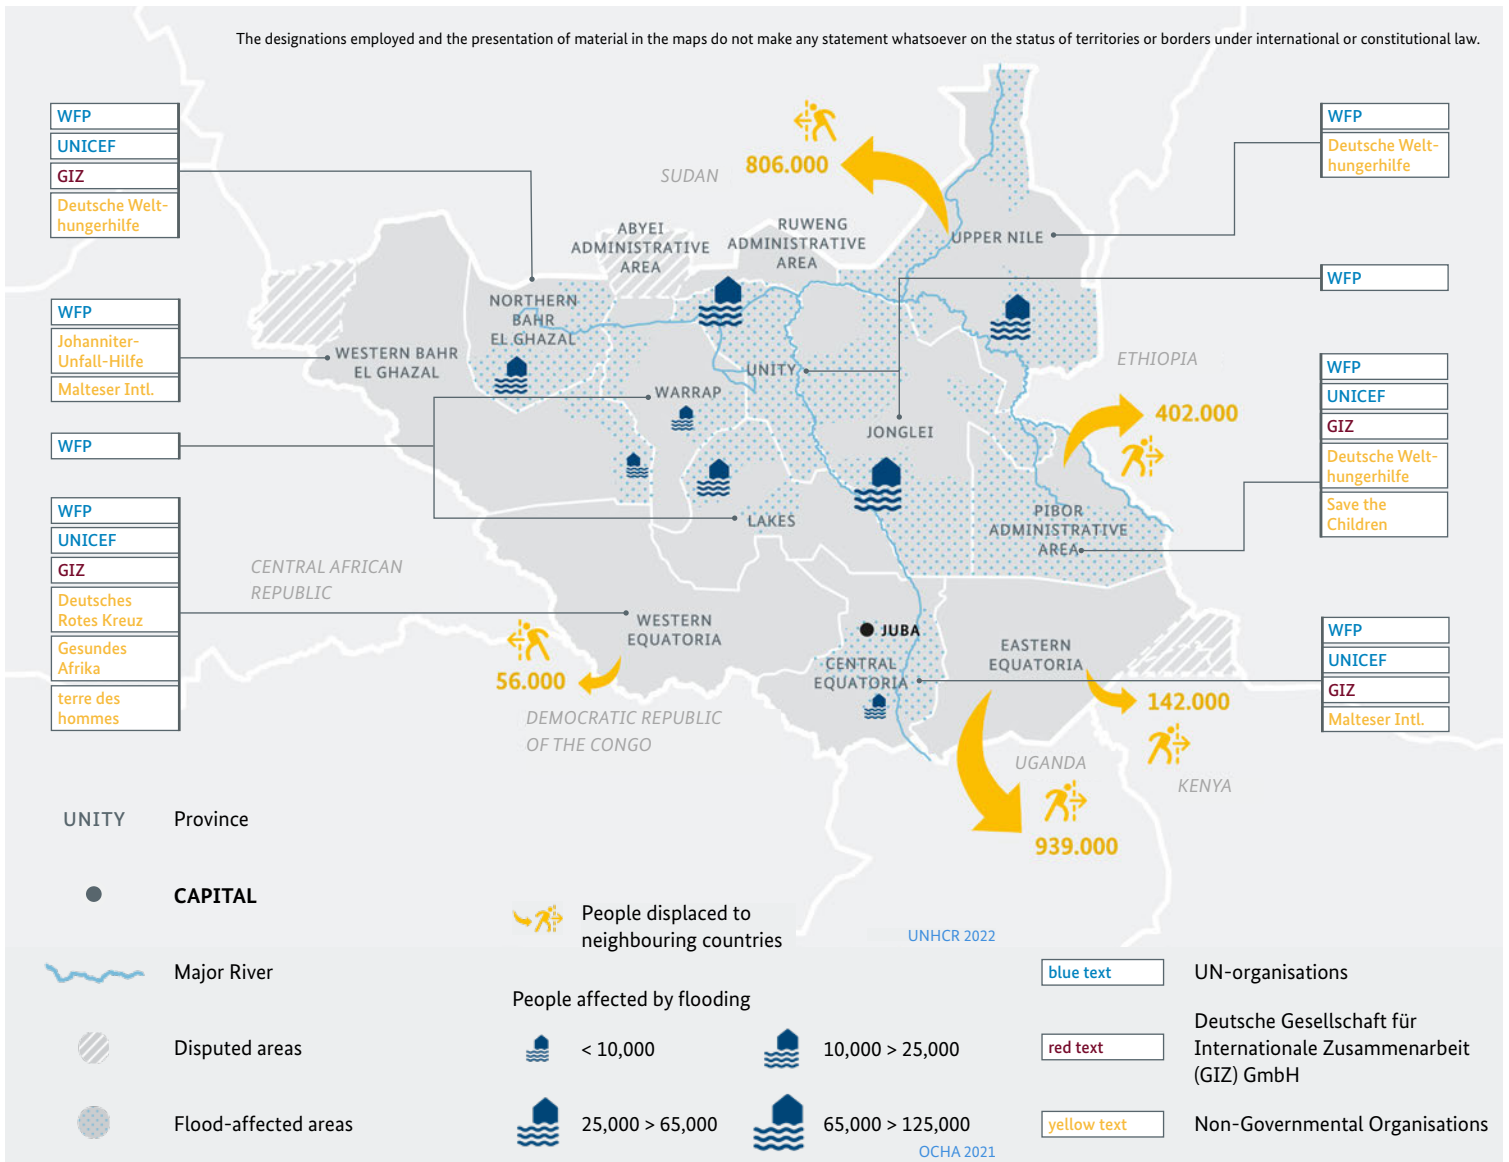 The designations employed and the presentation of material in the maps do not make any statement whatsoever on the status of territories or borders under international or constitutional law.
WFP
UNICEF
GIZ
Deutsche Welt-
hungerhilfe
WFP
Johanniter-
Unfall-Hilfe
Malteser Intl.
WFP
WFP
UNICEF
GIZ
Deutsches
Rotes Kreuz
Gesundes
Afrika
terre des
hommes
806.000
SUDAN
ABYEI
ADMINISTRATIVE
AREA
RUWENG
ADMINISTRATIVE
AREA
UPPER NILE
NORTHERN
BAHR
EL GHAZAL
WESTERN BAHR
EL GHAZAL
UNITY
WARRAP
JONGLEI
ETHIOPIA
402.000
LAKES
PIBOR
ADMINISTRATIVE
AREA
CENTRAL AFRICAN
REPUBLIC
WESTERN
EQUATORIA
JUBA
CENTRAL
EQUATORIA
EASTERN
EQUATORIA
56.000
DEMOCRATIC REPUBLIC
OF THE CONGO
142.000
UGANDA
KENYA
939.000
WFP
Deutsche Welt-
hungerhilfe
WFP
WFP
UNICEF
GIZ
Deutsche Welt-
hungerhilfe
Save the
Children
WFP
UNICEF
GIZ
Malteser Intl.
UNITY Province
CAPITAL
Major River
Disputed areas
Flood-affected areas
People displaced to
neighbouring countries
UNHCR 2022
People affected by flooding
< 10,000
10,000 > 25,000
25,000 > 65,000
65,000 > 125,000
OCHA 2021
blue text UN-organisations
red text Deutsche Gesellschaft für
Internationale Zusammenarbeit
(GIZ) GmbH
yellow text Non-Governmental Organisations